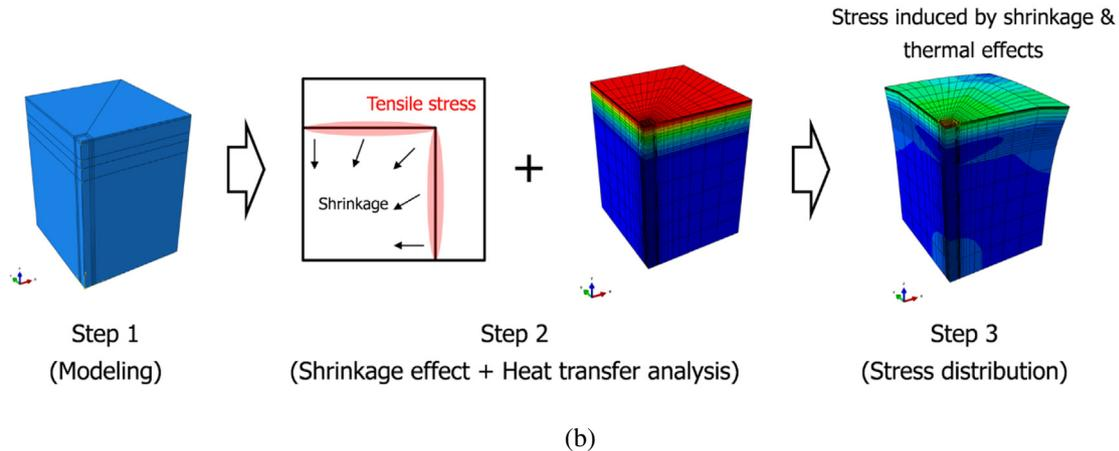 Stress induced by shrinkage &
thermal effects
Tensile stress
Shrinkage
+
Step 1
(Modeling)
Step 2
(Shrinkage effect + Heat transfer analysis)
Step 3
(Stress distribution)
(b)